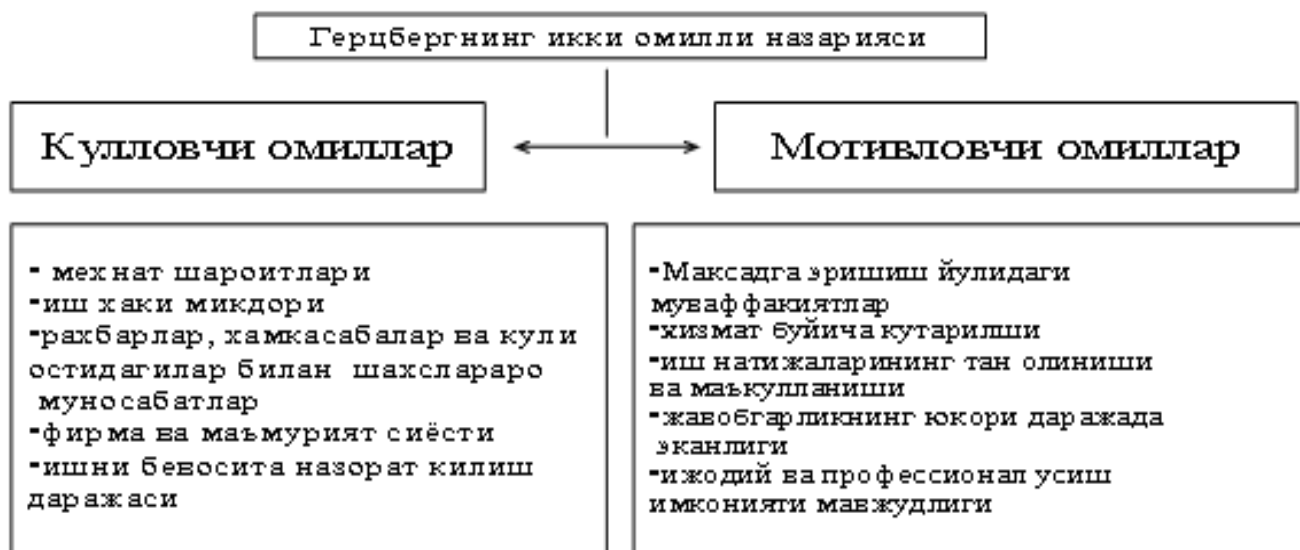 Герцбергнинг икки омилли назарияси
Кулловчи омиллар
Мотивловчи омиллар
- мехнат шароитлари
-иш хаки микдори
-рахбарлар, хамкасабалар ва кули
остидагилар билан шахслараро
муносабатлар
-фирма ва маъмурият сиёсти
-ишни бевосита назорат килиш
даражаси
-Максадга эришиш йулидаги
муваффакиятлар
-хизмат буйича кутарилши
-иш натижаларининг тан олиниши
ва маъкулланиши
-жавобгарликнинг юкори даражада
эканлиги
-ижодий ва профессионал усиш
имконияти мавжудлиги